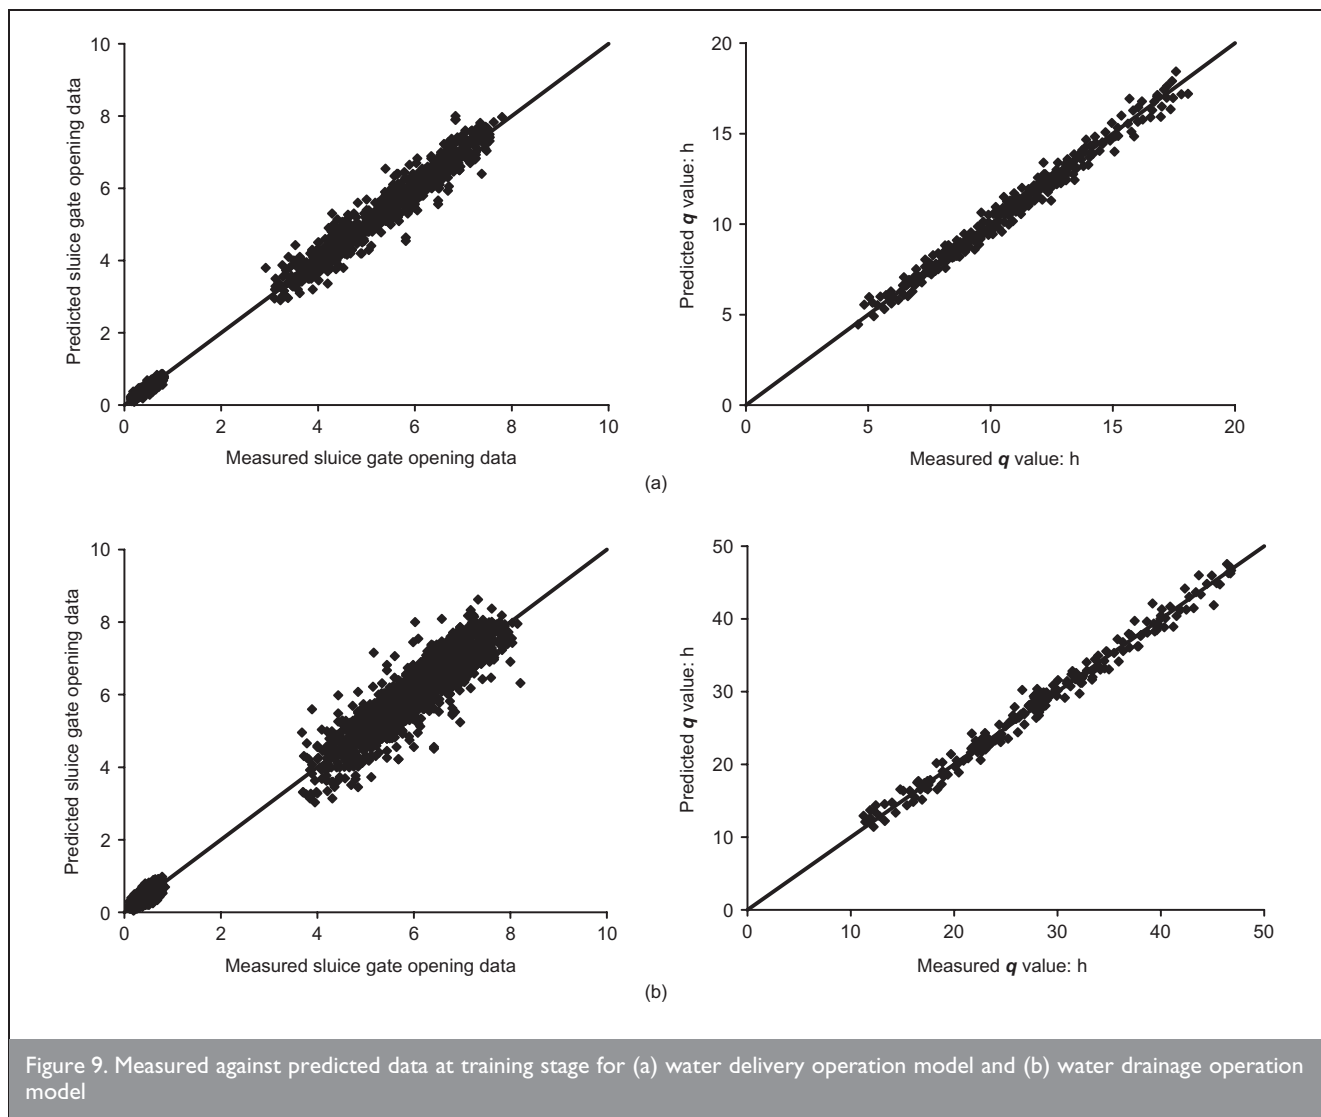 10
8
6
4
2
0
Predicted sluice gate opening data
0 2 4 6 8 10
Measured sluice gate opening data
20
15
10
5
0
Predicted q value: h
0 5 10 15 20
Measured q value: h
(a)
10
8
6
4
2
0
Predicted sluice gate opening data
0 2 4 6 8 10
Measured sluice gate opening data
50
40
30
20
10
0
Predicted q value: h
0 10 20 30 40 50
Measured q value: h
(b)
Figure 9. Measured against predicted data at training stage for (a) water delivery operation model and (b) water drainage operation
model